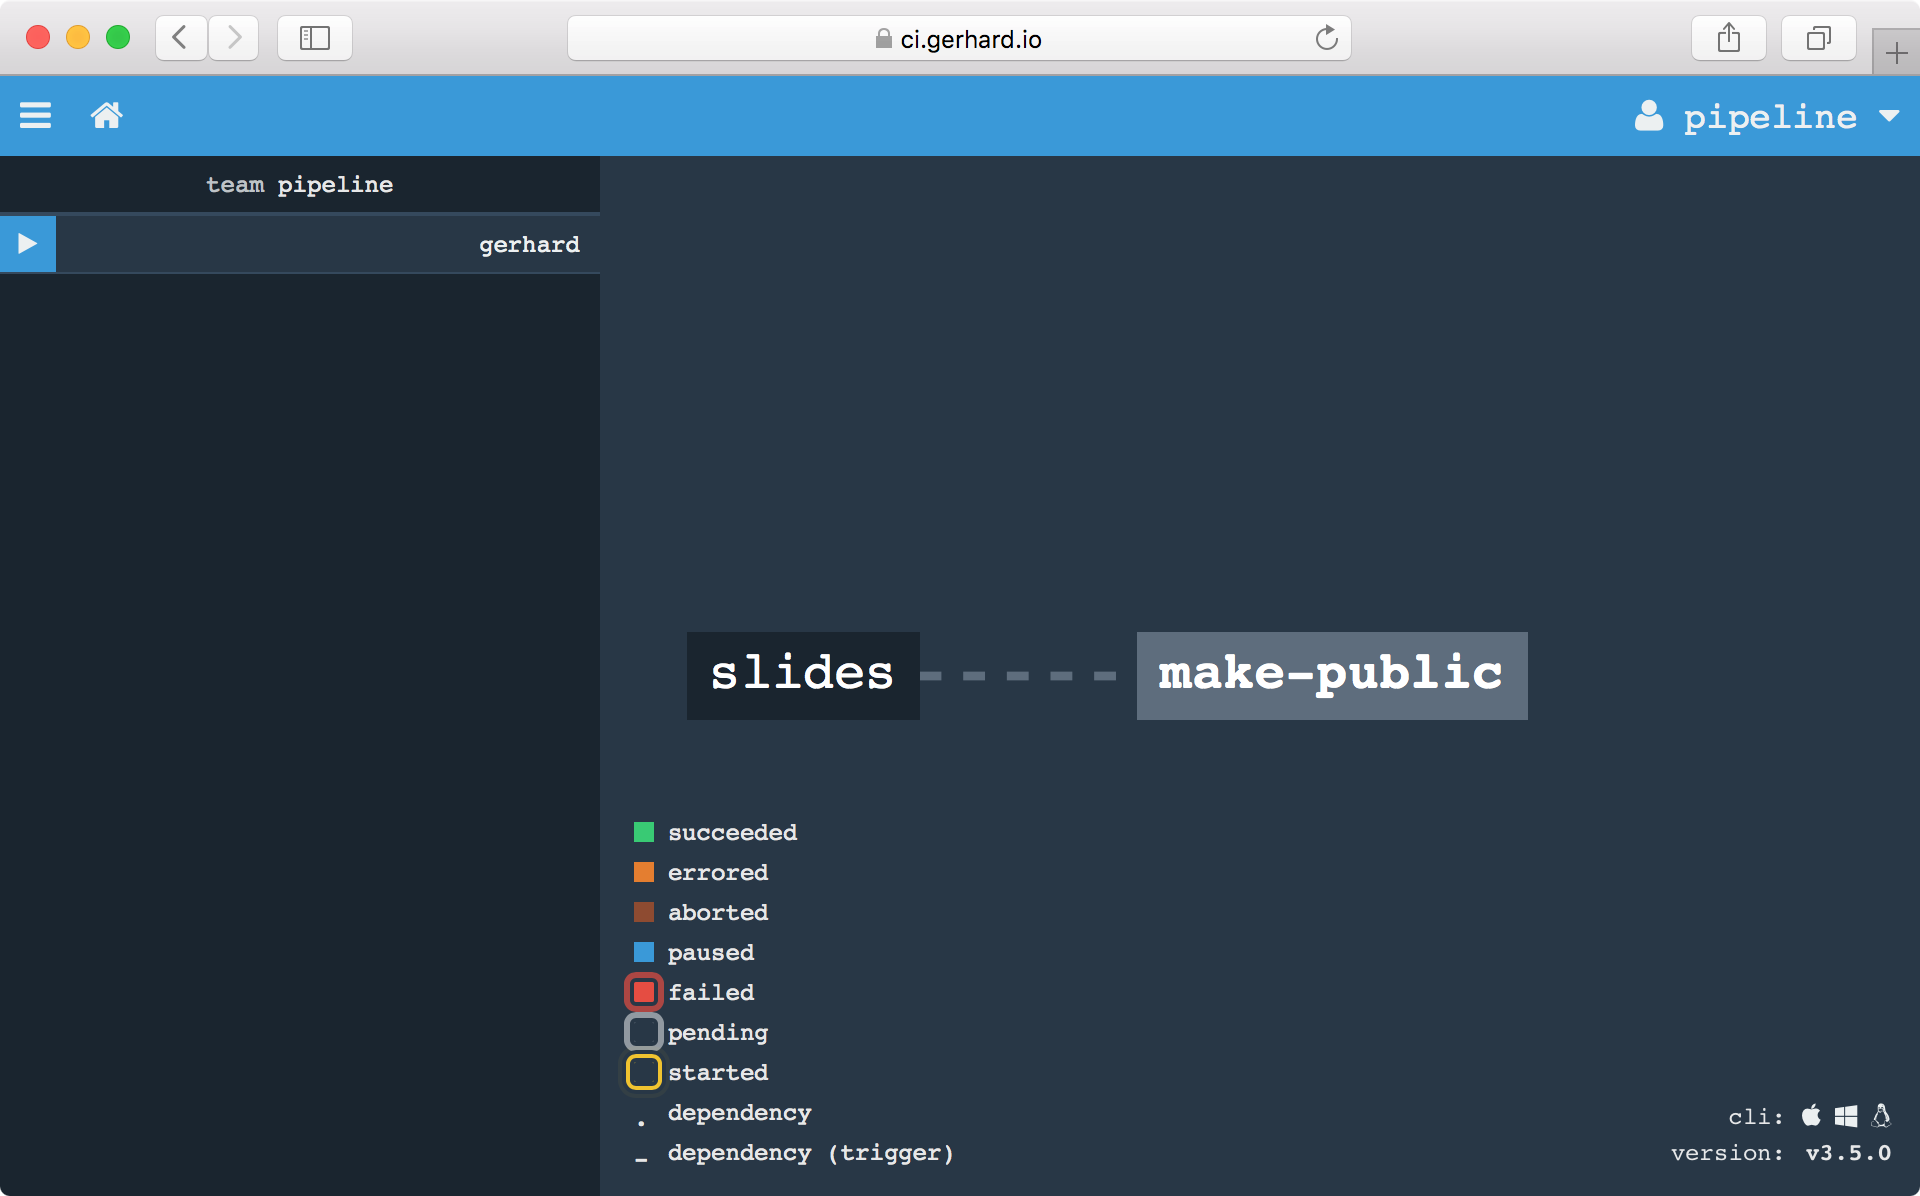 ci.gerhard.io
pipeline
team pipeline
gerhard
slides
make-public
succeeded
errored
aborted
paused
failed
pending
started
. dependency
– dependency (trigger)
cli:
version: v3.5.0